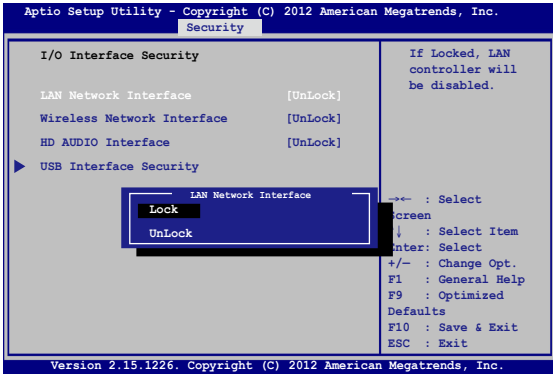 Aptio Setup Utility - Copyright (C) 2012 American Megatrends, Inc.
Security
I/O Interface Security
LAN Network Interface [UnLock]
Wireless Network Interface [UnLock]
HD AUDIO Interface [UnLock]
USB Interface Security
LAN Network Interface
Lock
UnLock
If Locked, LAN
controller will
be disabled.
→← : Select
Screen
↓ : Select Item
Enter: Select
+/— : Change Opt.
F1 : General Help
F9 : Optimized
Defaults
F10 : Save & Exit
ESC : Exit
Version 2.15.1226. Copyright (C) 2012 American Megatrends, Inc.